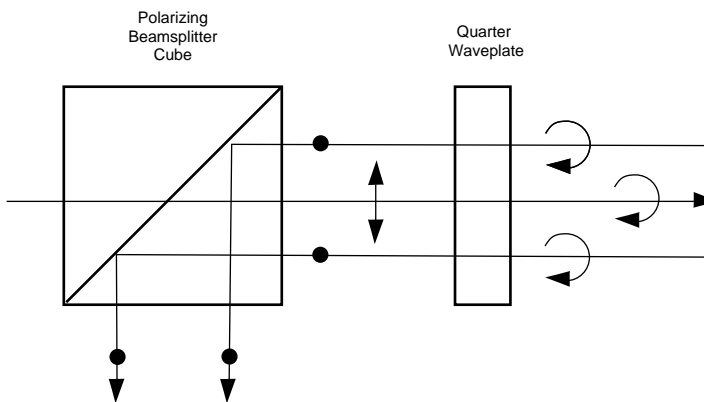 Polarizing
Beamsplitter
Cube
Quarter
Waveplate